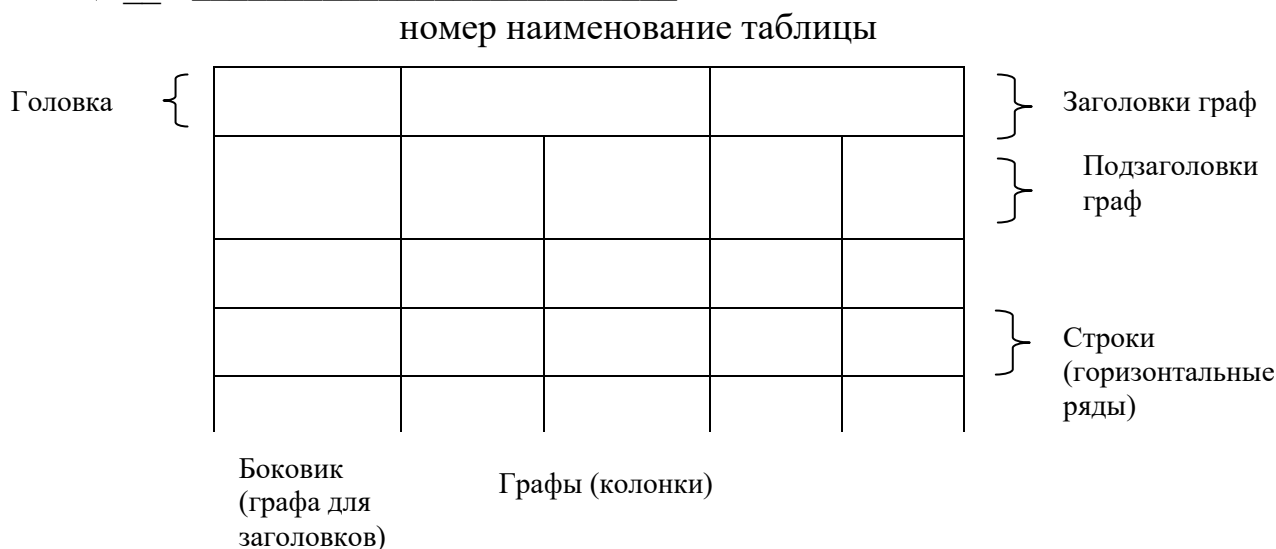 номер наименование таблицы
Головка
Заголовки граф
Подзаголовки
граф
Строки
(горизонтальные
ряды)
Боковик
(графа для
заголовков)
Графы (колонки)